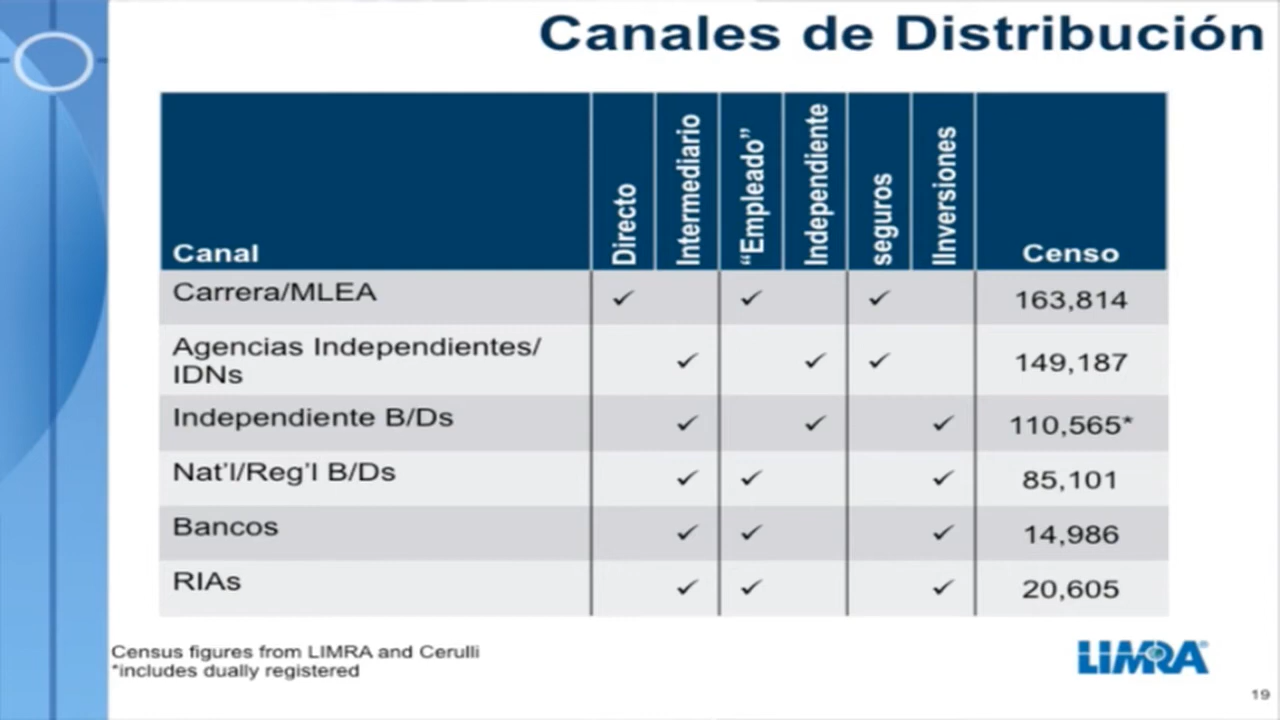 Canales de Distribución
Canal
Directo
Intermediario
“Empleado”
Independiente
seguros
IInversiones
Censo
Carrera/MLEA ✓ ✓ ✓ 163,814
Agencias Independientes/
IDNs ✓ ✓ ✓ 149,187
Independiente B/Ds ✓ ✓ ✓ 110,565*
Nat’l/Reg’l B/Ds ✓ ✓ ✓ 85,101
Bancos ✓ ✓ ✓ 14,986
RIAs ✓ ✓ ✓ 20,605
Census figures from LIMRA and Cerulli
*includes dually registered
LIMRA
19